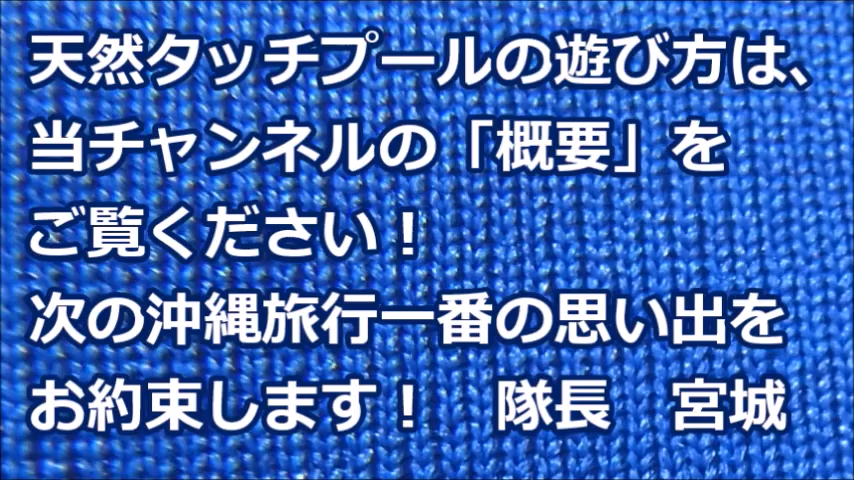 天然タッチプールの遊び方は、
当チャンネルの「概要」を
ご覧ください！
次の沖縄旅行一番の思い出を
お約束します！　隊長　宮城